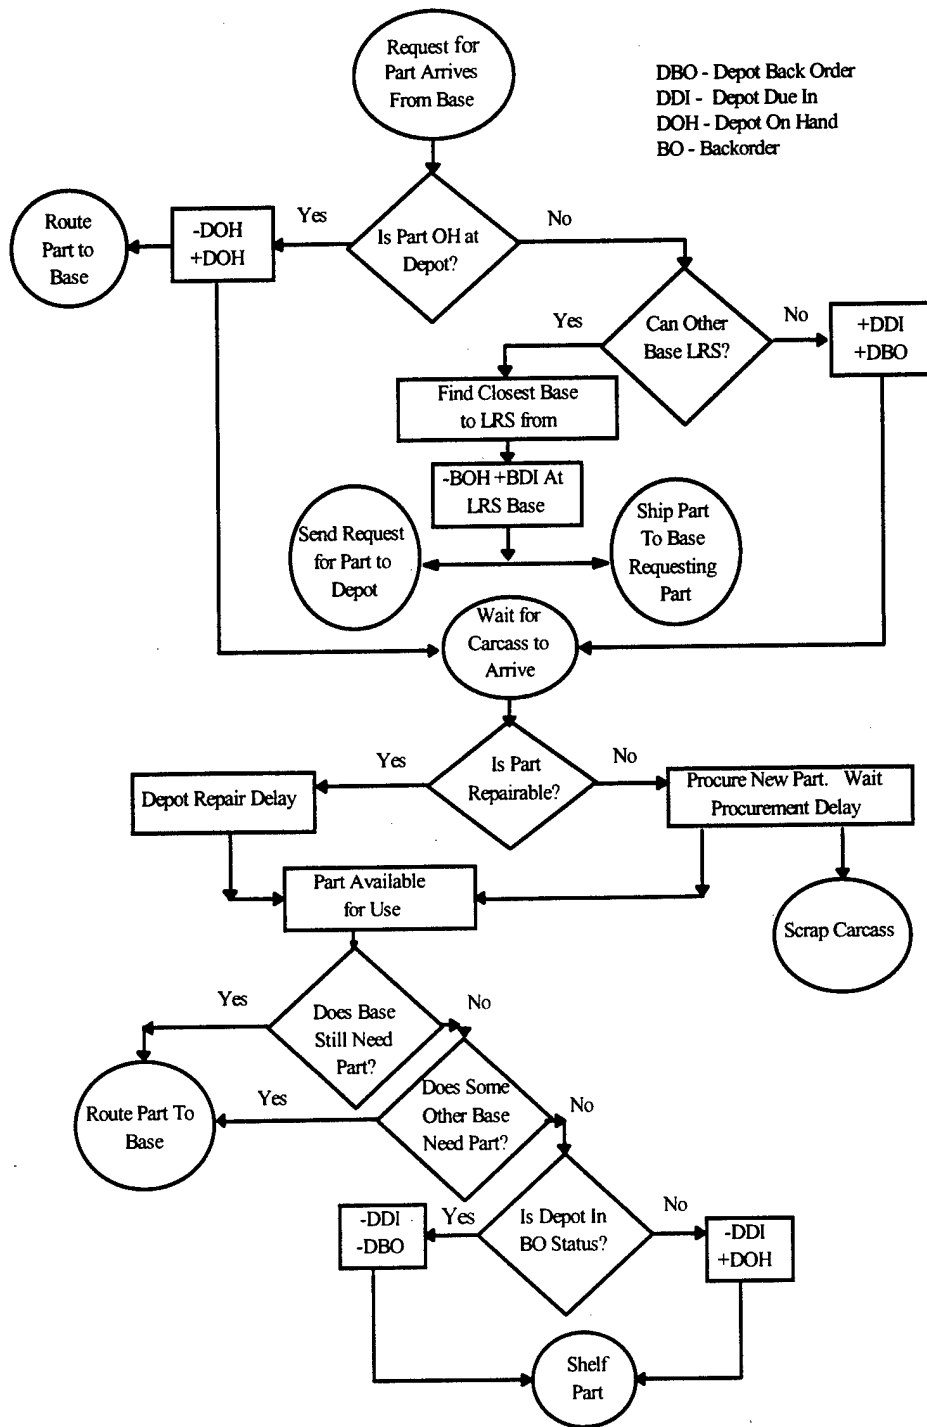 Request for
Part Arrives
From Base
DBO - Depot Back Order
DDI - Depot Due In
DOH - Depot On Hand
BO - Backorder
Route
Part to
Base
-DOH
+DOH
Yes
Is Part OH at
Depot?
No
Yes
Can Other
Base LRS?
No
+DDI
+DBO
Find Closest Base
to LRS from
-BOH +BDI At
LRS Base
Send Request
for Part to
Depot
Ship Part
To Base
Requesting
Part
Wait for
Carcass to
Arrive
Yes
Is Part
Repairable?
No
Depot Repair Delay
Procure New Part. Wait
Procurement Delay
Part Available
for Use
Scrap Carcass
Yes
Does Base
Still Need
Part?
No
Route Part To
Base
Yes
Does Some
Other Base
Need Part?
No
-DDI
-DBO
Yes
Is Depot In
BO Status?
No
-DDI
+DOH
Shelf
Part